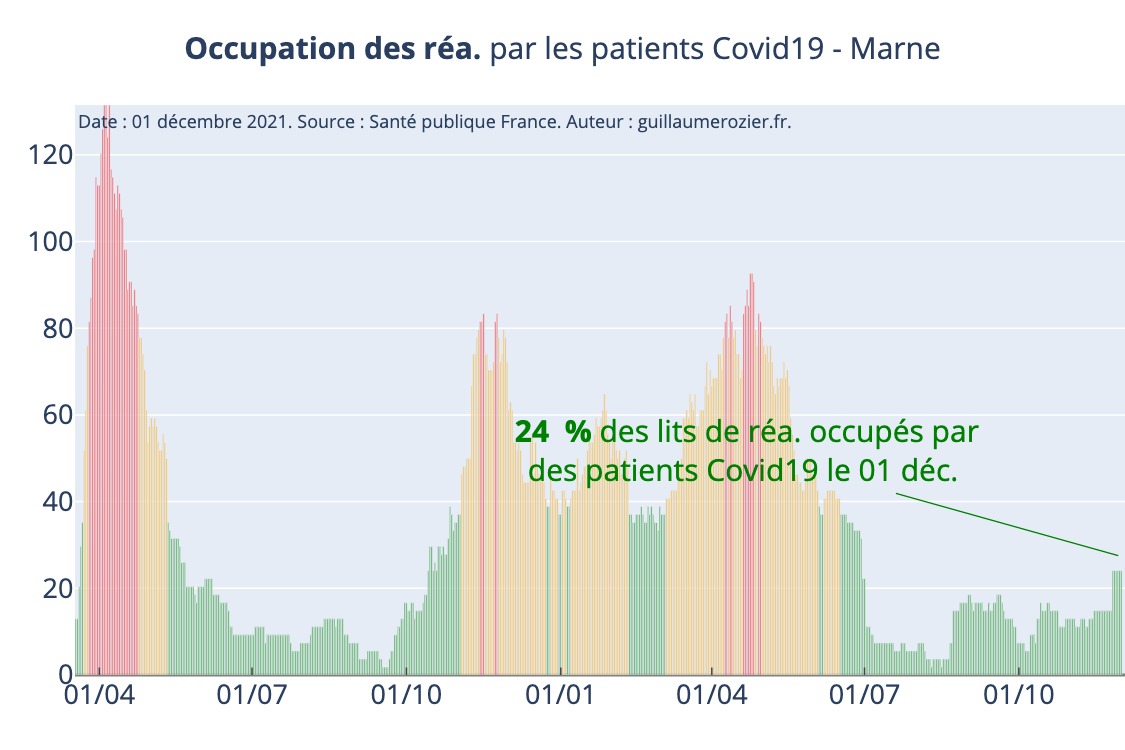 Occupation des réa. par les patients Covid19 - Marne
Date : 01 décembre 2021. Source : Santé publique France. Auteur : guillaumerozier.fr.
120
100
80
60
24 % des lits de réa. occupés par
des patients Covid19 le 01 déc.
40
20
0
01/04 01/07 01/10 01/01 01/04 01/07 01/10